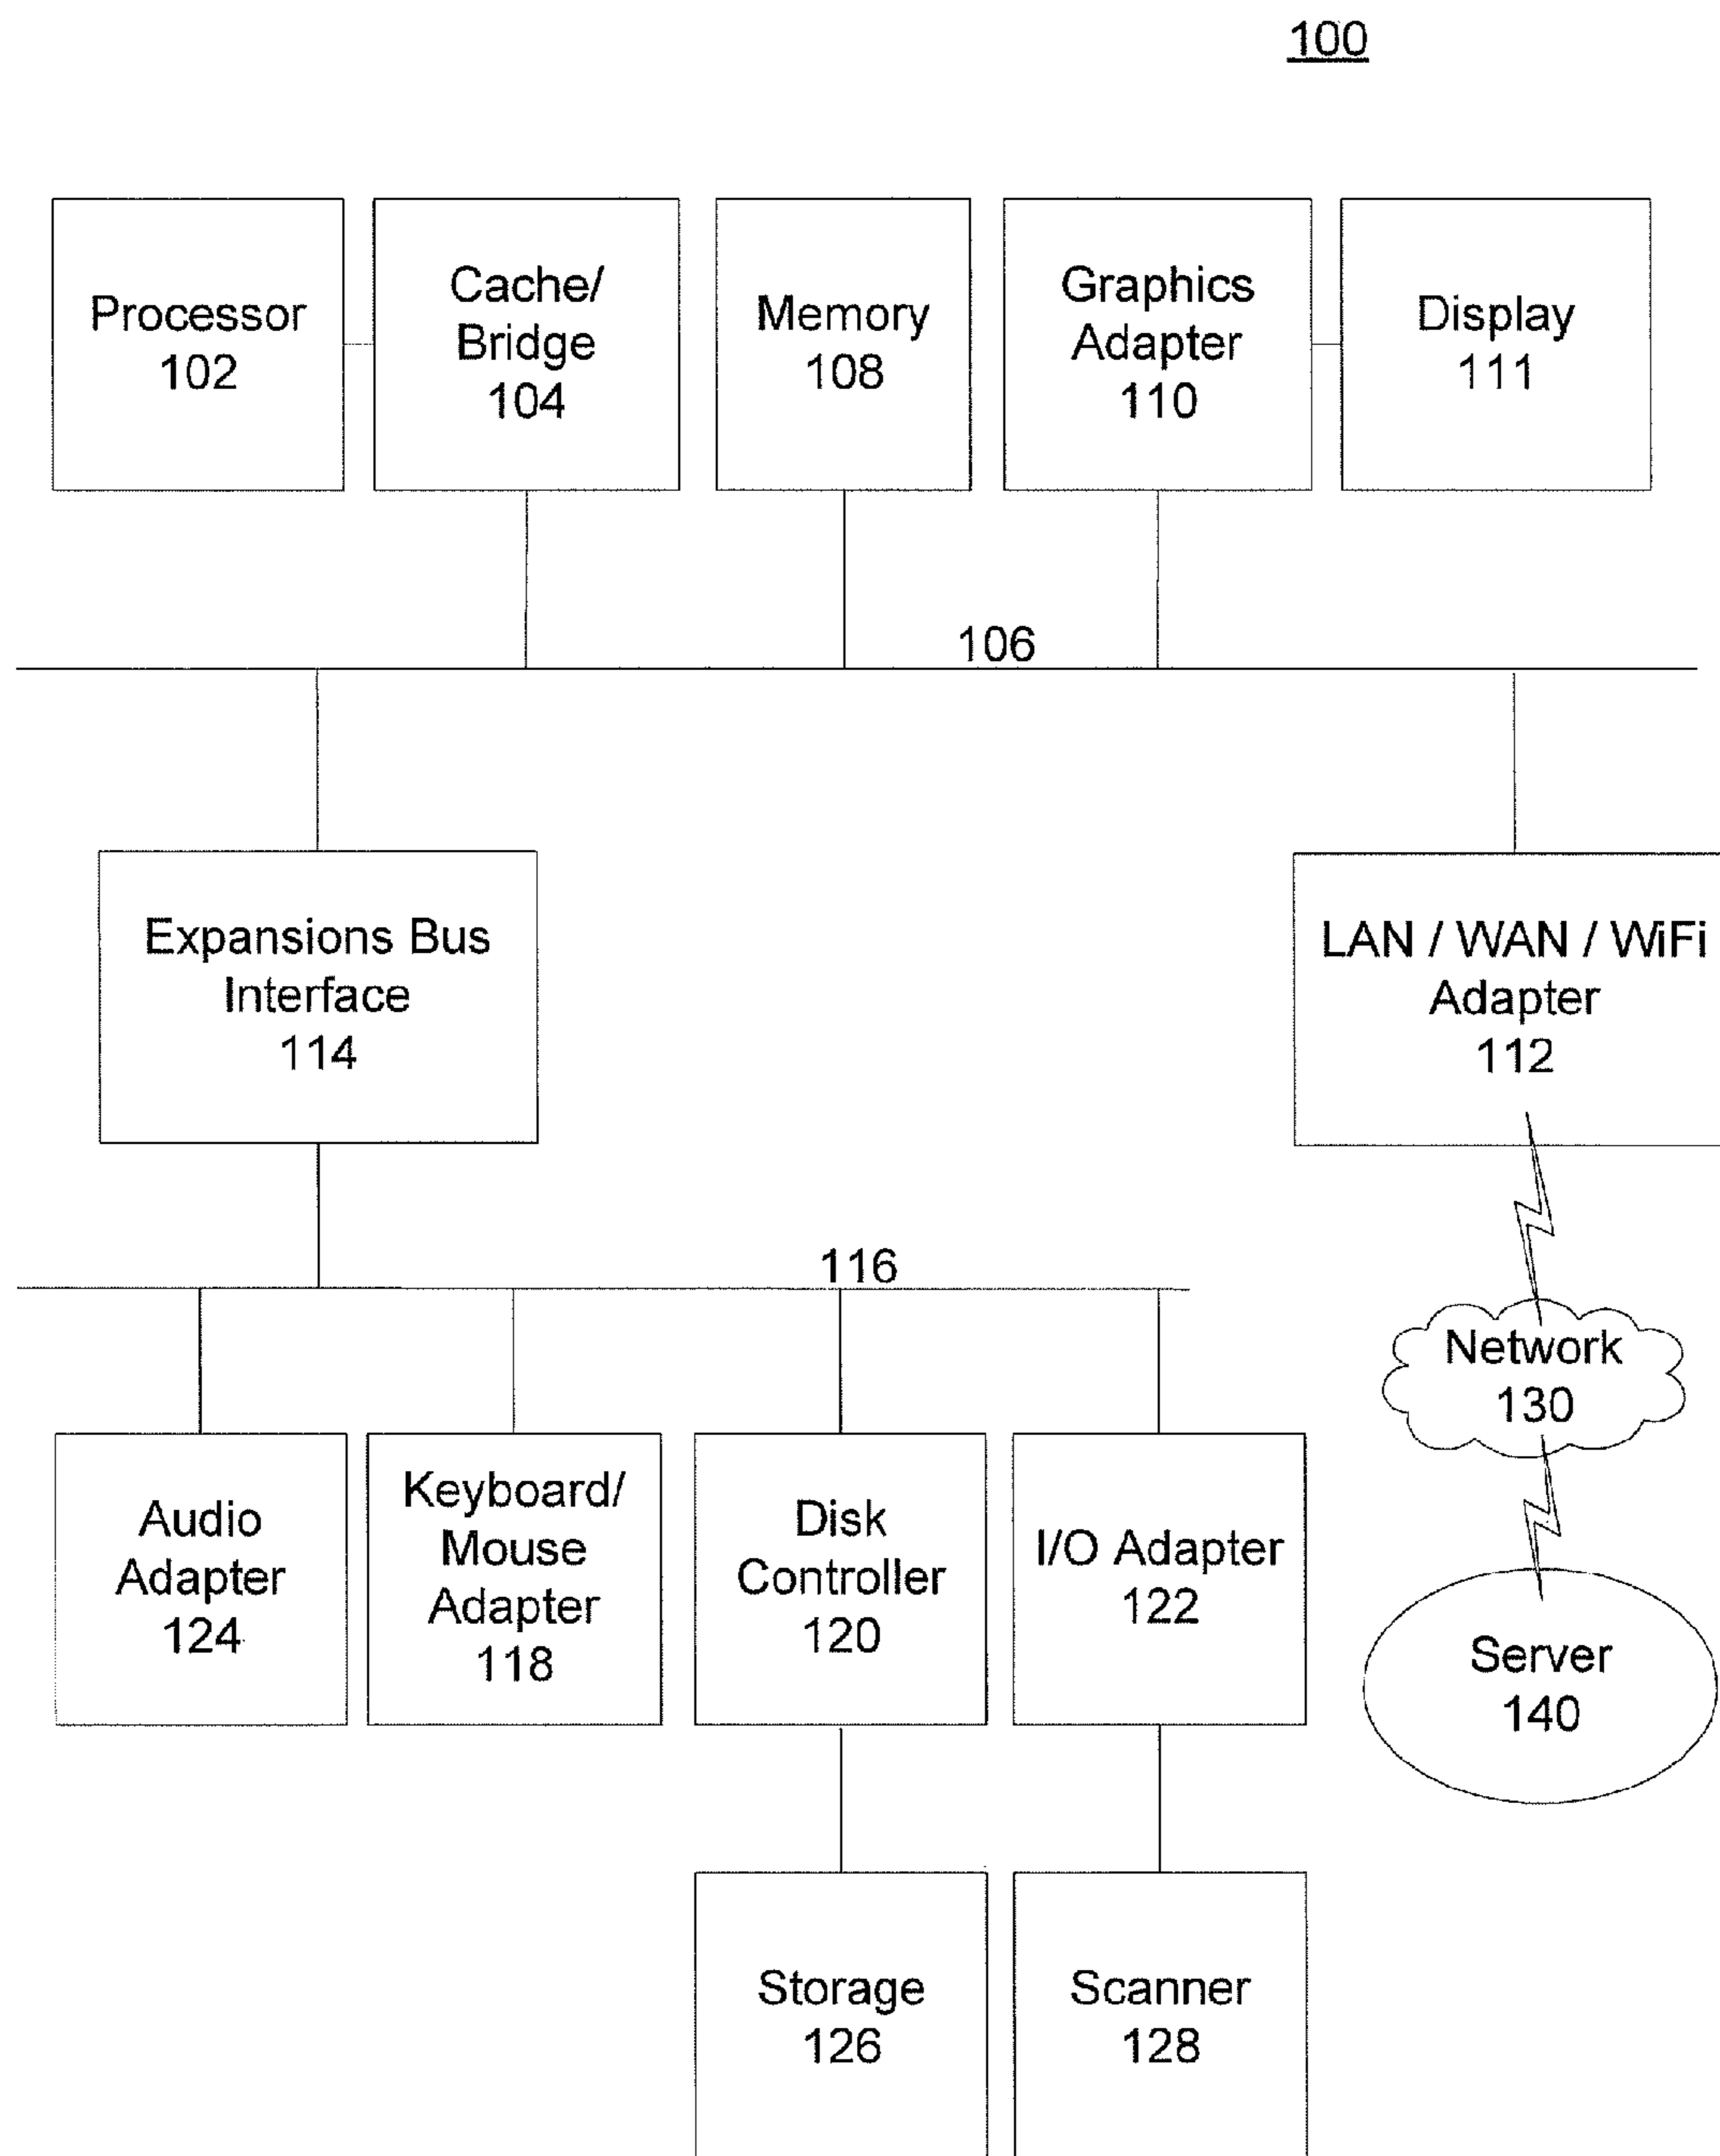 100
Processor
102
Cache/
Bridge
104
Memory
108
Graphics
Adapter
110
Display
111
106
Expansions Bus
Interface
114
LAN / WAN / WiFi
Adapter
112
116
Network
130
Audio
Adapter
124
Keyboard/
Mouse
Adapter
118
Disk
Controller
120
I/O Adapter
122
Server
140
Storage
126
Scanner
128